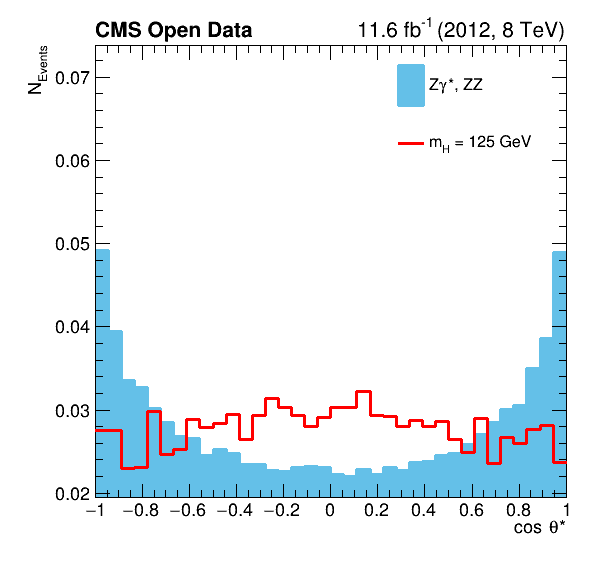 CMS Open Data 11.6 fb⁻¹ (2012, 8 TeV)
N_Events
Zγ*, ZZ
m_H = 125 GeV
0.07
0.06
0.05
0.04
0.03
0.02
−1 −0.8 −0.6 −0.4 −0.2 0 0.2 0.4 0.6 0.8 1
cos θ*